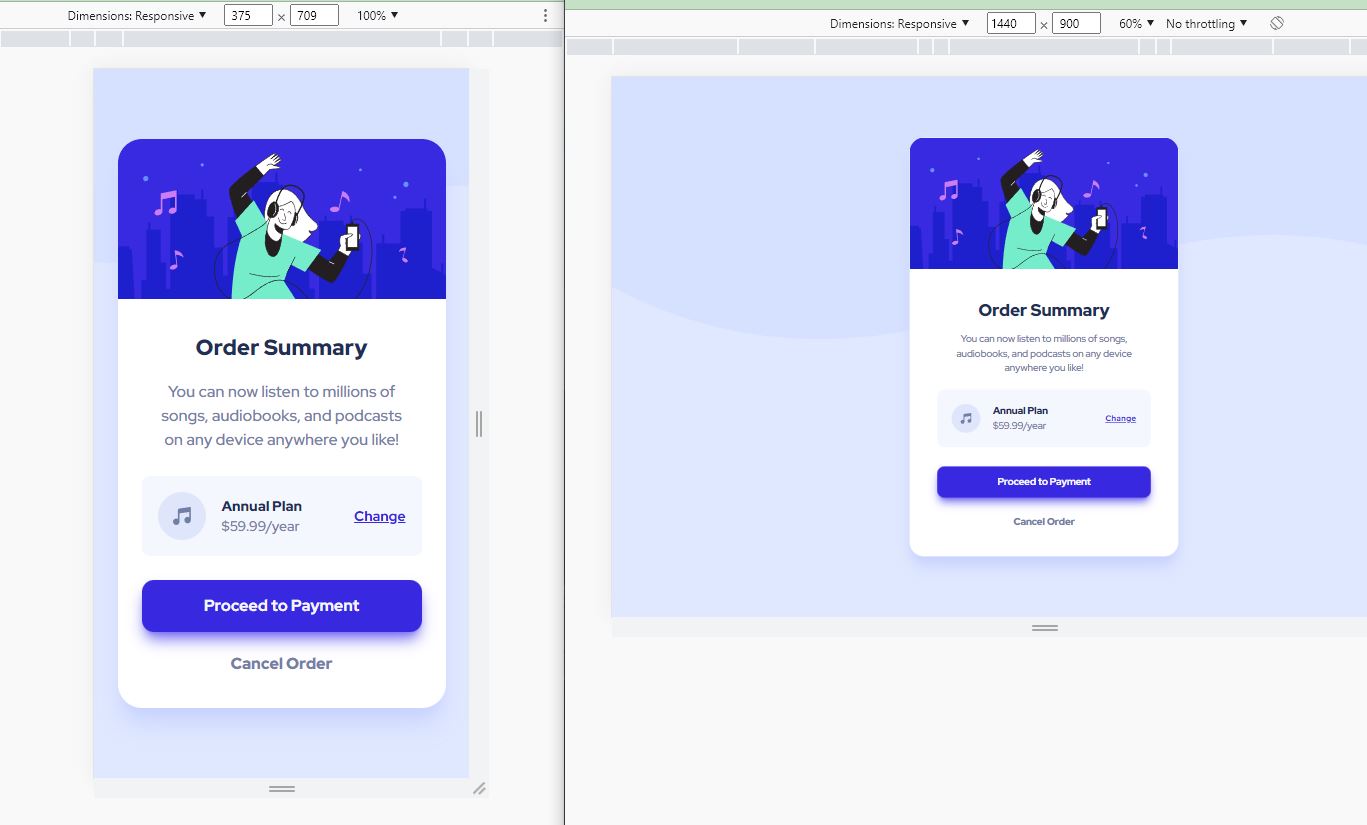 Dimensions: Responsive ▼ 375 × 709 100% ▼
Order Summary
You can now listen to millions of
songs, audiobooks, and podcasts
on any device anywhere you like!
Annual Plan
$59.99/year
Change
Proceed to Payment
Cancel Order
Dimensions: Responsive ▼ 1440 × 900 60% ▼ No throttling ▼
Order Summary
You can now listen to millions of songs,
audiobooks, and podcasts on any device
anywhere you like!
Annual Plan
$59.99/year
Change
Proceed to Payment
Cancel Order